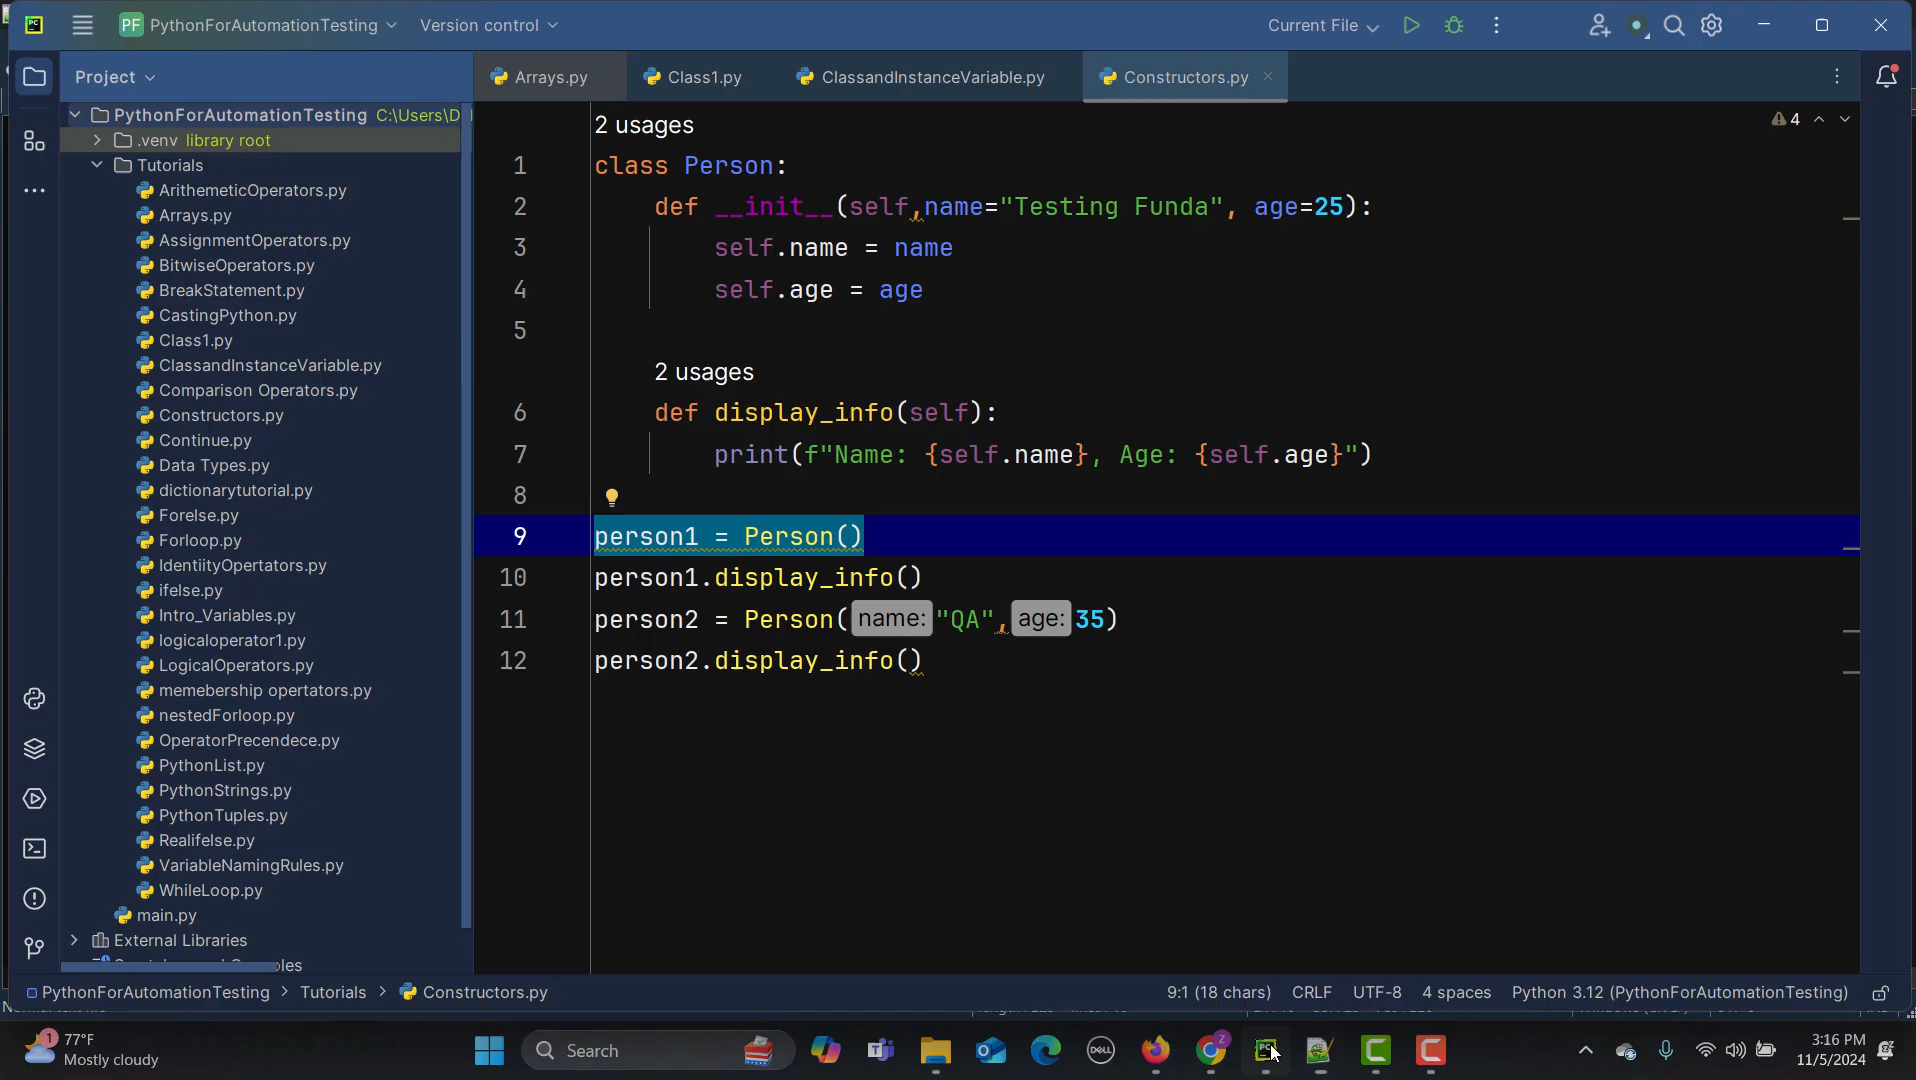 PC
PF PythonForAutomationTesting
Version control
Current File
Project
Arrays.py
Class1.py
ClassandInstanceVariable.py
Constructors.py
PythonForAutomationTesting C:\Users\D
.venv library root
Tutorials
ArithemeticOperators.py
Arrays.py
AssignmentOperators.py
BitwiseOperators.py
BreakStatement.py
CastingPython.py
Class1.py
ClassandInstanceVariable.py
Comparison Operators.py
Constructors.py
Continue.py
Data Types.py
dictionarytutorial.py
Forelse.py
Forloop.py
IdentiityOpertators.py
ifelse.py
Intro_Variables.py
logicaloperator1.py
LogicalOperators.py
memebership opertators.py
nestedForloop.py
OperatorPrecendece.py
PythonList.py
PythonStrings.py
PythonTuples.py
Realifelse.py
VariableNamingRules.py
WhileLoop.py
main.py
External Libraries
2 usages
4
1 class Person:
2 def __init__(self,name="Testing Funda", age=25):
3 self.name = name
4 self.age = age
5
2 usages
6 def display_info(self):
7 print(f"Name: {self.name}, Age: {self.age}")
8
9 person1 = Person()
10 person1.display_info()
11 person2 = Person(name: "QA", age: 35)
12 person2.display_info()
PythonForAutomationTesting > Tutorials > Constructors.py
9:1 (18 chars) CRLF UTF-8 4 spaces Python 3.12 (PythonForAutomationTesting)
1
77°F
Mostly cloudy
Search
DELL
Z
PC
3:16 PM
11/5/2024